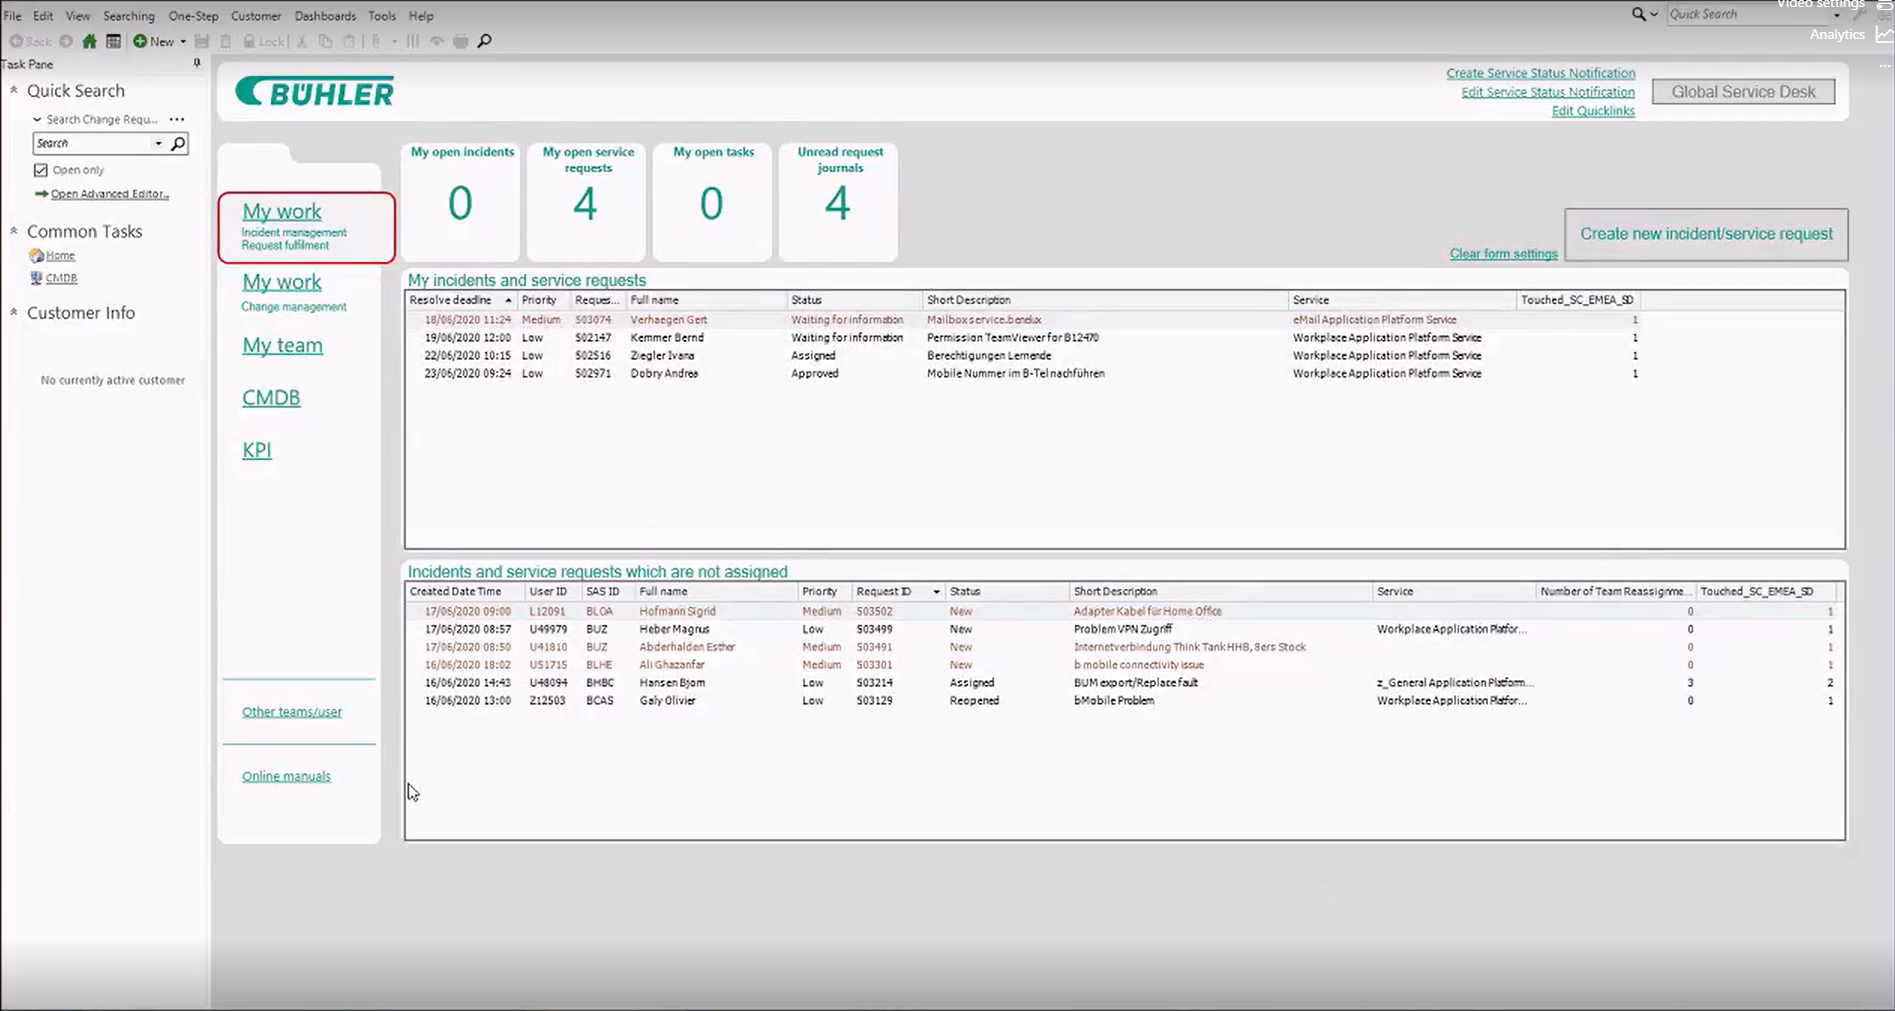 File Edit View Searching One-Step Customer Dashboards Tools Help
Quick Search
Video settings
Back New Lock
Analytics
Task Pane
Quick Search
Search Change Requ... ...
Search
Open only
Open Advanced Editor...
Common Tasks
Home
CMDB
Customer Info
No currently active customer
BÜHLER
Create Service Status Notification
Edit Service Status Notification
Edit Quicklinks
Global Service Desk
My work
Incident management
Request fulfilment
My work
Change management
My team
CMDB
KPI
Other teams/user
Online manuals
My open incidents
0
My open service requests
4
My open tasks
0
Unread request journals
4
Clear form settings
Create new incident/service request
My incidents and service requests
Resolve deadline Priority Reques... Full name Status Short Description Service Touched_SC_EMEA_SD
18/06/2020 11:24 Medium 503074 Verhaegen Gert Waiting for information Mailbox service.benelux eMail Application Platform Service 1
19/06/2020 12:00 Low 502147 Kemmer Bernd Waiting for information Permission TeamViewer for B12470 Workplace Application Platform Service 1
22/06/2020 10:15 Low 502516 Ziegler Ivana Assigned Berechtigungen Lernende Workplace Application Platform Service 1
23/06/2020 09:24 Low 502971 Dobry Andrea Approved Mobile Nummer im B-Tel nachführen Workplace Application Platform Service 1
Incidents and service requests which are not assigned
Created Date Time User ID SAS ID Full name Priority Request ID Status Short Description Service Number of Team Reassignme... Touched_SC_EMEA_SD
17/06/2020 09:00 L12091 BLOA Hofmann Sigrid Medium 503502 New Adapter Kabel für Home Office 0 1
17/06/2020 08:57 U49979 BUZ Heber Magnus Low 503499 New Problem VPN Zugriff Workplace Application Platfor... 0 1
17/06/2020 08:50 U41810 BUZ Abderhalden Esther Medium 503491 New Internetverbindung Think Tank HHB, 8ers Stock 0 1
16/06/2020 18:02 U51715 BLHE Ali Ghazanfar Medium 503301 New b mobile connectivity issue 0 1
16/06/2020 14:43 U48094 BHBC Hansen Bjorn Low 503214 Assigned BUM export/Replace fault z_General Application Platform... 3 2
16/06/2020 13:00 Z12503 BCAS Galy Olivier Low 503129 Reopened bMobile Problem Workplace Application Platfor... 0 1